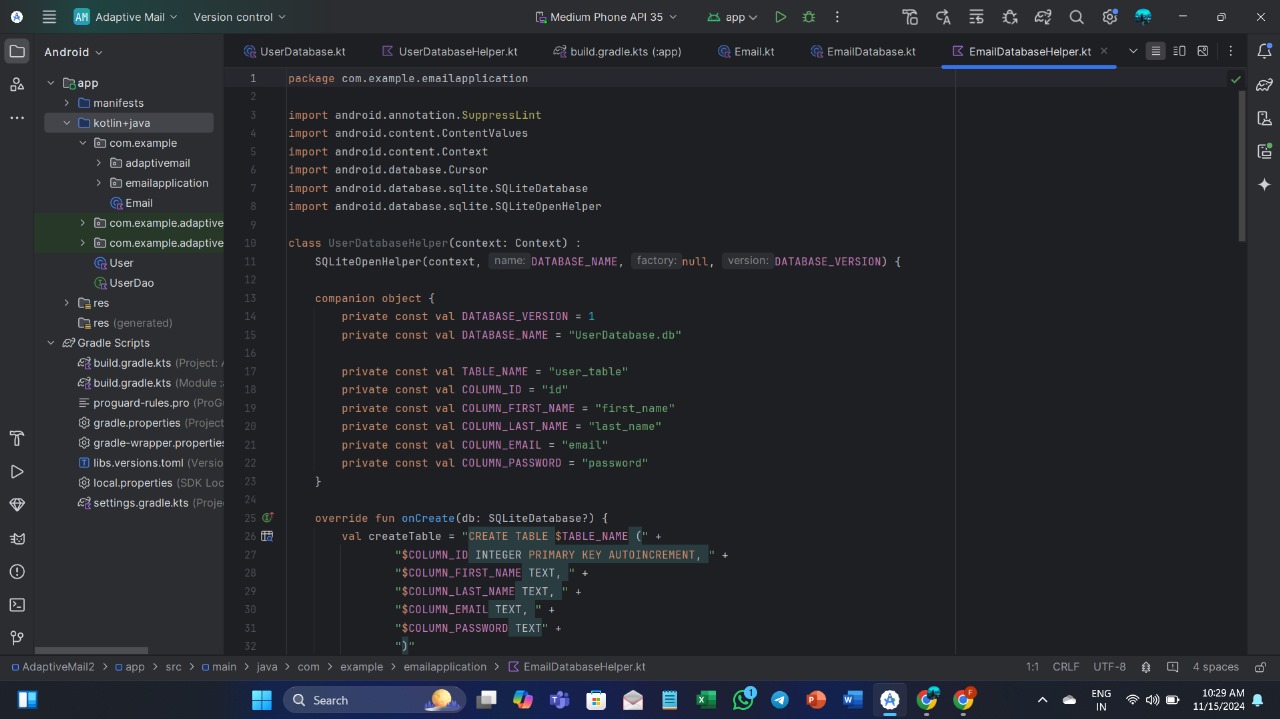 AM Adaptive Mail Version control Medium Phone API 35 app
Android
UserDatabase.kt UserDatabaseHelper.kt build.gradle.kts (:app) Email.kt EmailDatabase.kt EmailDatabaseHelper.kt
app
manifests
kotlin+java
com.example
adaptivemail
emailapplication
Email
com.example.adaptive
com.example.adaptive
User
UserDao
res
res (generated)
Gradle Scripts
build.gradle.kts (Project: A
build.gradle.kts (Module :a
proguard-rules.pro (ProG
gradle.properties (Project
gradle-wrapper.properties
libs.versions.toml (Versio
local.properties (SDK Loc
settings.gradle.kts (Proje
1 package com.example.emailapplication
2
3 import android.annotation.SuppressLint
4 import android.content.ContentValues
5 import android.content.Context
6 import android.database.Cursor
7 import android.database.sqlite.SQLiteDatabase
8 import android.database.sqlite.SQLiteOpenHelper
9
10 class UserDatabaseHelper(context: Context) :
11 SQLiteOpenHelper(context, name: DATABASE_NAME, factory: null, version: DATABASE_VERSION) {
12
13 companion object {
14 private const val DATABASE_VERSION = 1
15 private const val DATABASE_NAME = "UserDatabase.db"
16
17 private const val TABLE_NAME = "user_table"
18 private const val COLUMN_ID = "id"
19 private const val COLUMN_FIRST_NAME = "first_name"
20 private const val COLUMN_LAST_NAME = "last_name"
21 private const val COLUMN_EMAIL = "email"
22 private const val COLUMN_PASSWORD = "password"
23 }
24
25 override fun onCreate(db: SQLiteDatabase?) {
26 val createTable = "CREATE TABLE $TABLE_NAME (" +
27 "$COLUMN_ID INTEGER PRIMARY KEY AUTOINCREMENT, " +
28 "$COLUMN_FIRST_NAME TEXT, " +
29 "$COLUMN_LAST_NAME TEXT, " +
30 "$COLUMN_EMAIL TEXT, " +
31 "$COLUMN_PASSWORD TEXT" +
32 ")"
AdaptiveMail2 > app > src > main > java > com > example > emailapplication > EmailDatabaseHelper.kt 1:1 CRLF UTF-8 4 spaces
Search 1 ENG IN 10:29 AM 11/15/2024